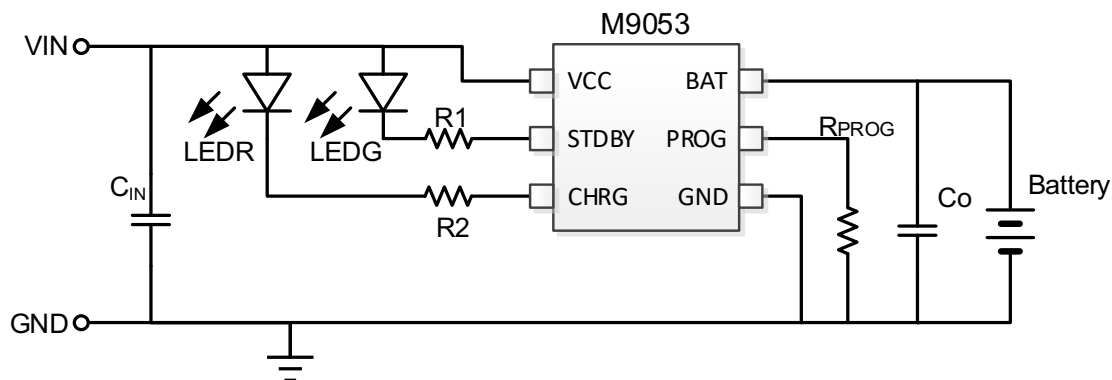 M9053
VIN
VCC
BAT
R1
RPROG
LEDR
LEDG
STDBY
PROG
CIN
CHRG
GND
Co
Battery
R2
GND